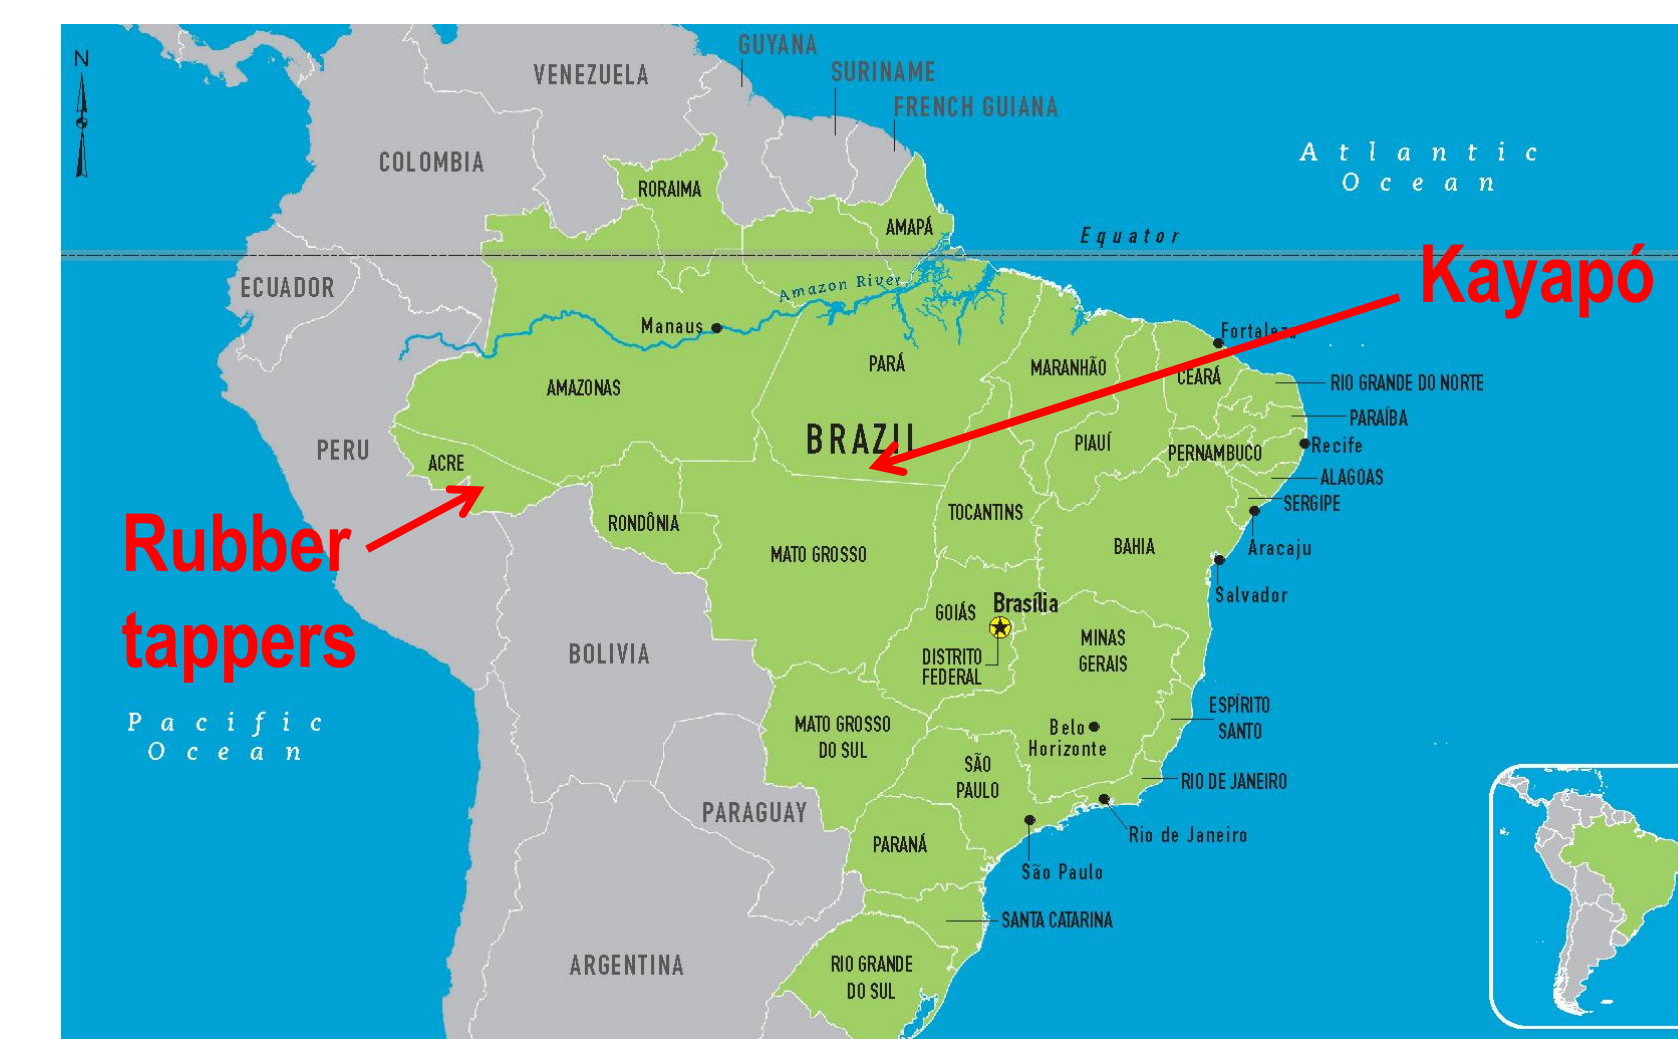 N
GUYANA
VENEZUELA
SURINAME
FRENCH GUIANA
COLOMBIA
Atlantic
Ocean
RORAIMA
AMAPÁ
Equator
Kayapó
ECUADOR
Amazon River
Manaus
Fortaleza
PARÁ
MARANHÃO
CEARÁ
RIO GRANDE DO NORTE
AMAZONAS
PARAÍBA
BRAZIL
PERU
PIAUÍ
PERNAMBUCO
Recife
ACRE
ALAGOAS
SERGIPE
TOCANTINS
RONDÔNIA
Rubber
tappers
MATO GROSSO
BAHIA
Aracaju
Salvador
GOIÁS
Brasília
BOLIVIA
MINAS
GERAIS
DISTRITO
FEDERAL
Pacific
Ocean
MATO GROSSO
DO SUL
Belo
Horizonte
ESPÍRITO
SANTO
SÃO
PAULO
RIO DE JANEIRO
PARAGUAY
Rio de Janeiro
PARANÁ
São Paulo
SANTA CATARINA
ARGENTINA
RIO GRANDE
DO SUL